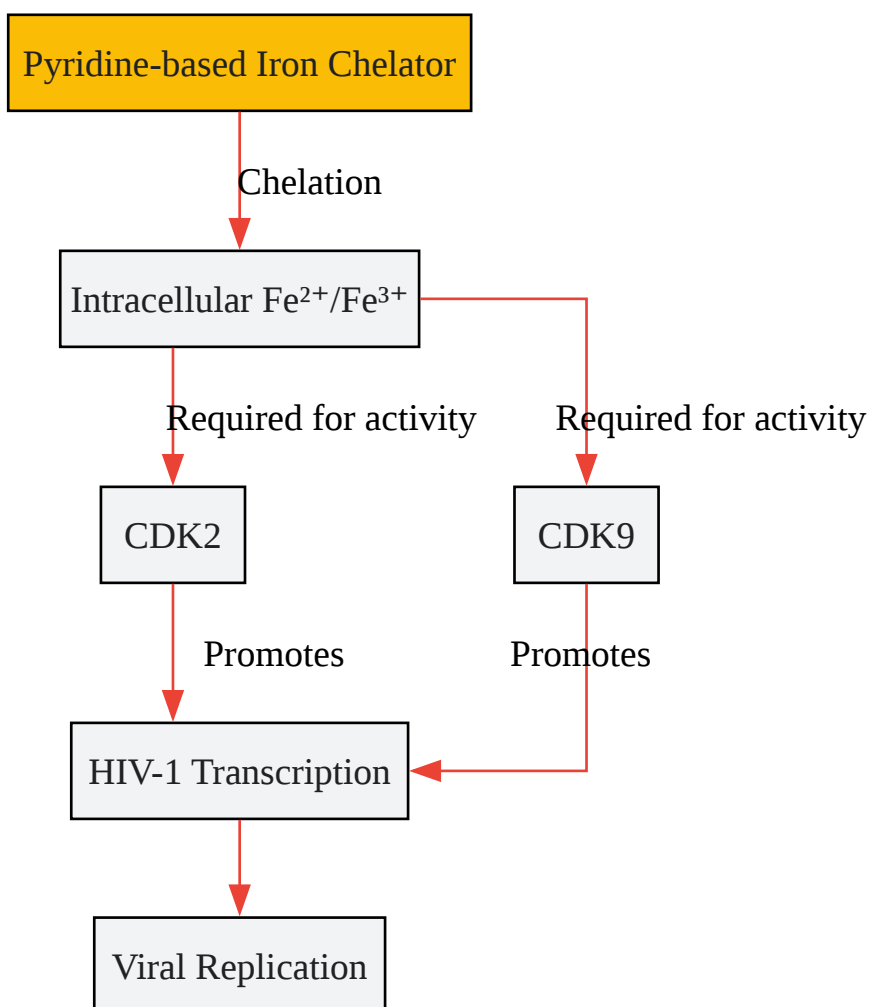 Pyridine-based Iron Chelator
Chelation
Intracellular Fe²⁺/Fe³⁺
Required for activity
Required for activity
CDK2
CDK9
Promotes
Promotes
HIV-1 Transcription
Viral Replication